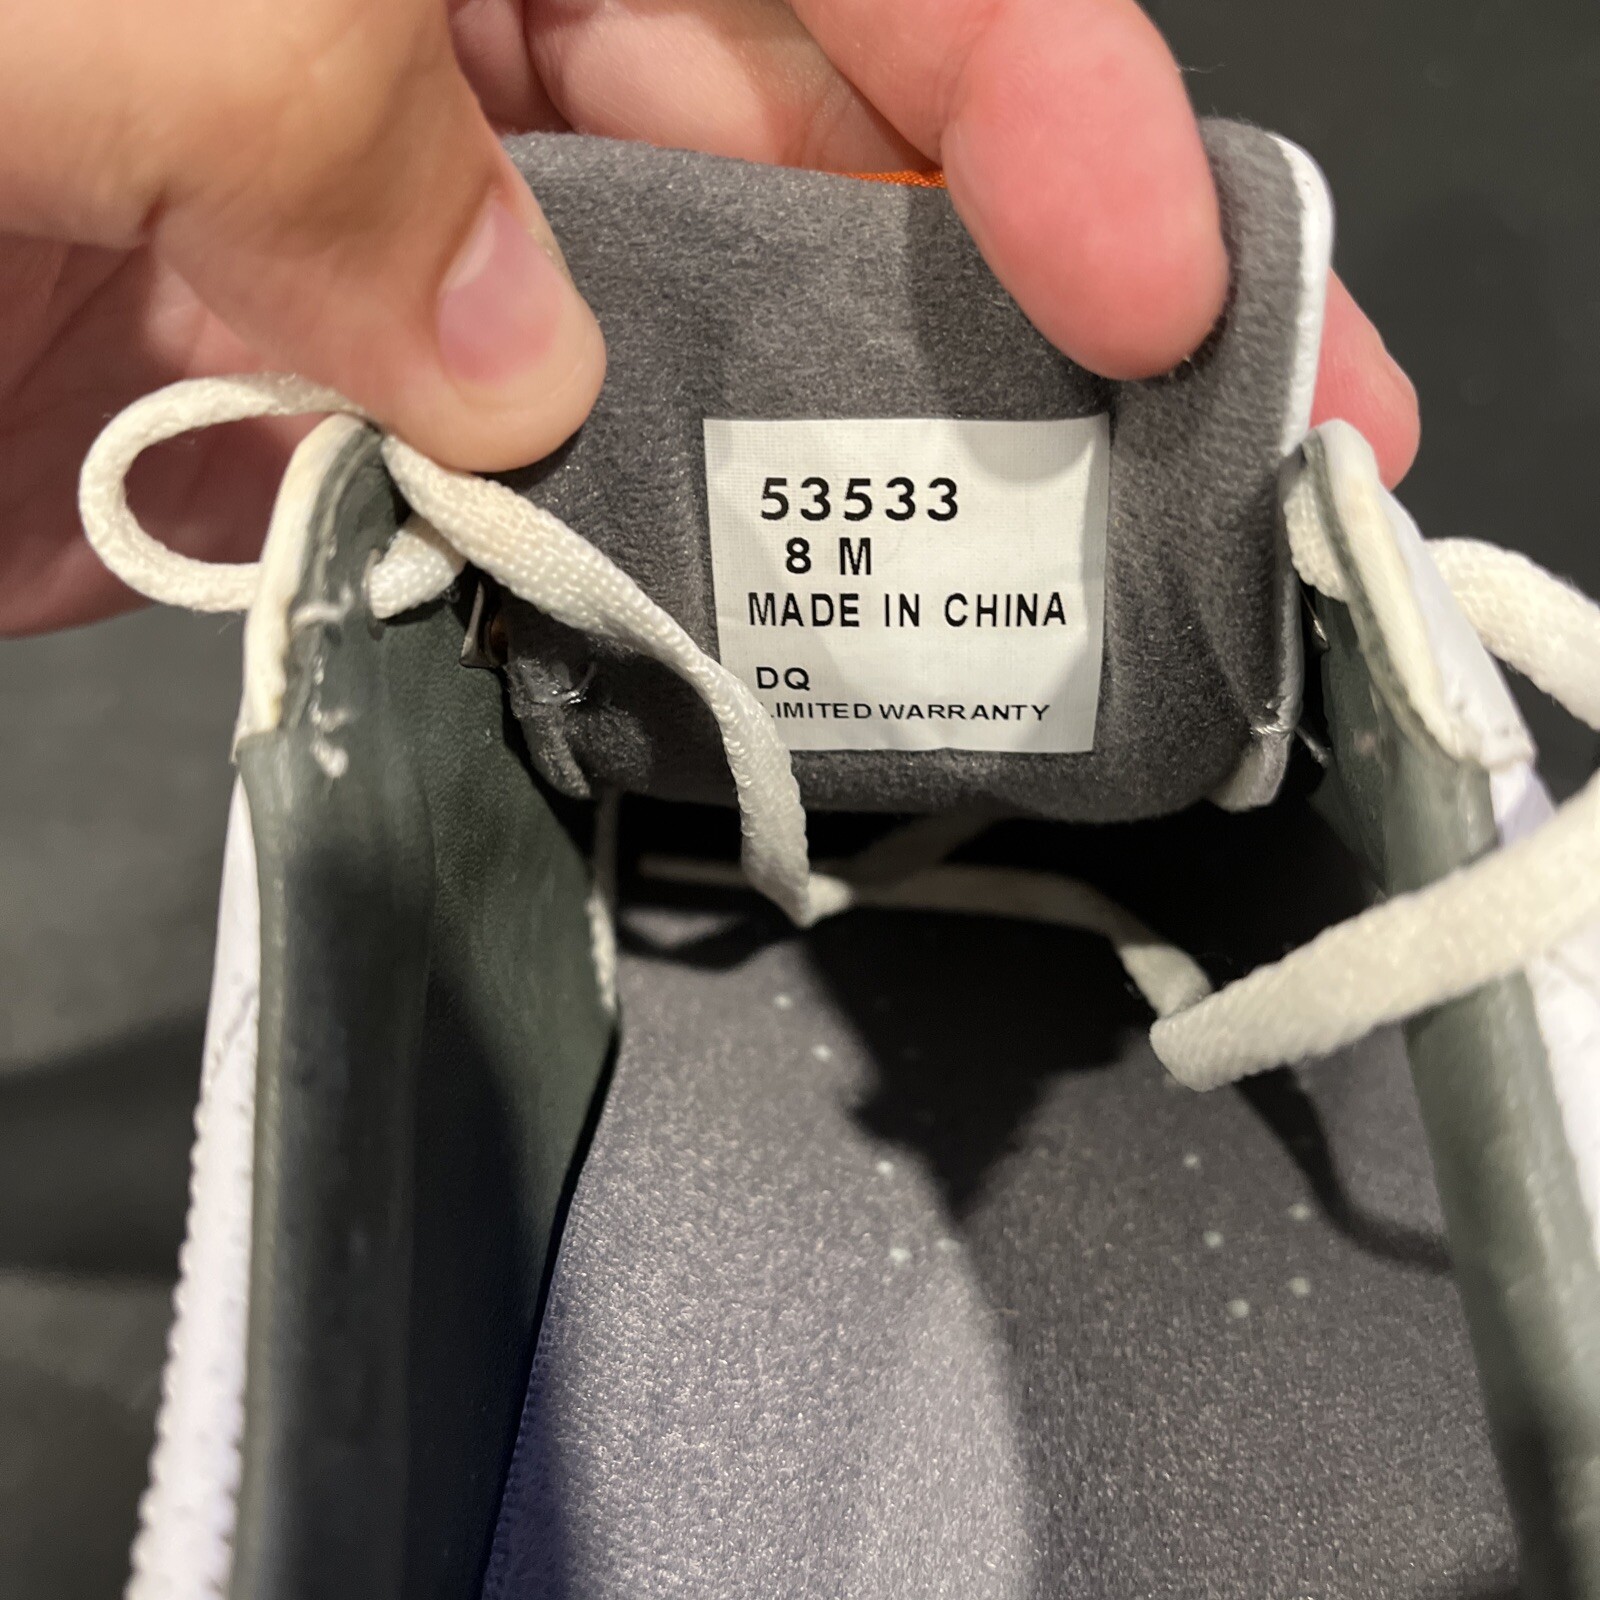 53533
8 M
MADE IN CHINA
DQ
LIMITED WARRANTY